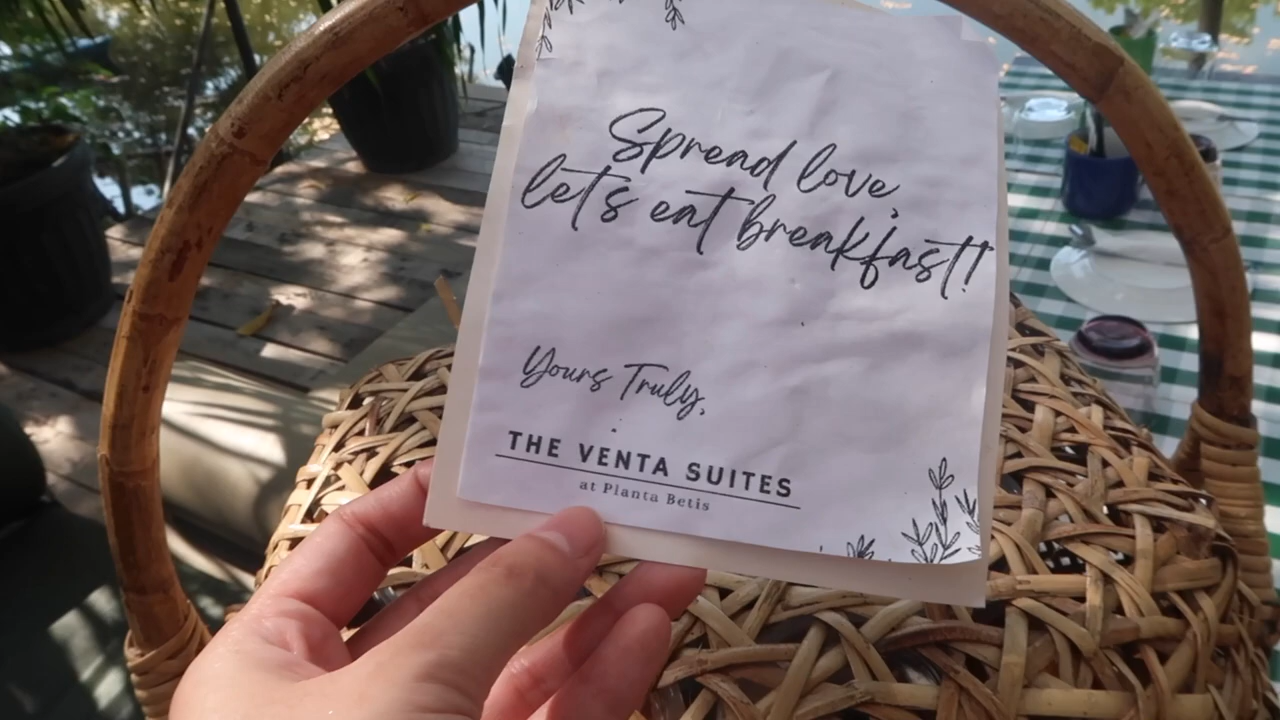 Spread love,
let's eat breakfast!
Yours Truly,
THE VENTA SUITES
at Planta Betis